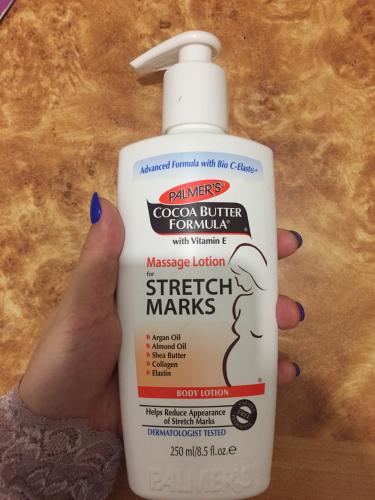 Advanced Formula with Bio C-Elaste®
PALMER'S®
COCOA BUTTER
FORMULA®
with Vitamin E
Massage Lotion
for
STRETCH
MARKS
Argan Oil
Almond Oil
Shea Butter
Collagen
Elastin
BODY LOTION
Helps Reduce Appearance
of Stretch Marks
DERMATOLOGIST TESTED
250 ml/8.5 fl.oz.e
PALMER'S